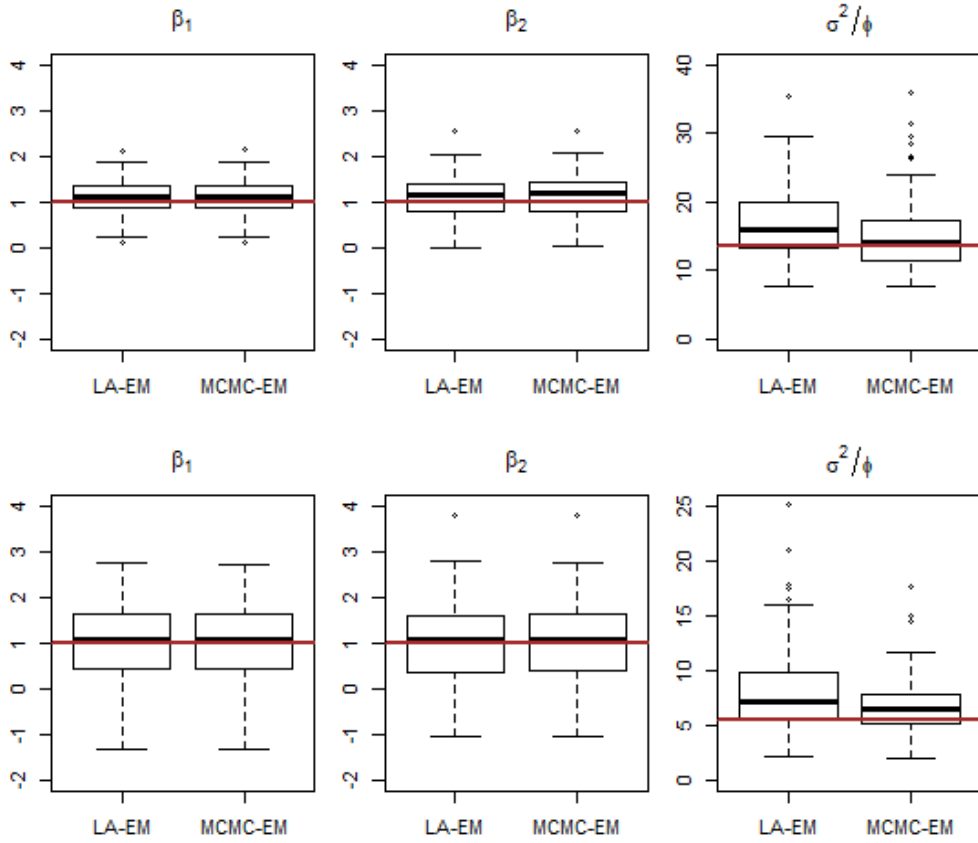 β₁ β₂ σ²/ϕ
4 4 40
3 3 30
2 2 20
1 1 10
0 0 0
-1 -1
-2 -2
LA-EM MCMC-EM LA-EM MCMC-EM LA-EM MCMC-EM
β₁ β₂ σ²/ϕ
4 4 25
3 3 20
2 2 15
1 1 10
0 0 5
-1 -1 0
-2 -2
LA-EM MCMC-EM LA-EM MCMC-EM LA-EM MCMC-EM